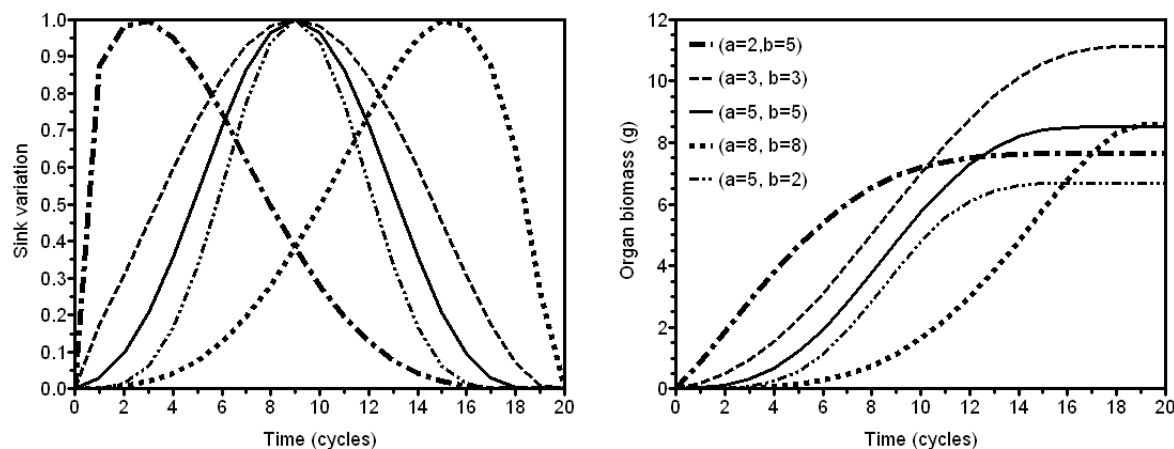 1.0
0.9
0.8
0.7
0.6
0.5
0.4
0.3
0.2
0.1
0.0
Sink variation
0 2 4 6 8 10 12 14 16 18 20
Time (cycles)
12
10
8
6
4
2
0
Organ biomass (g)
(a=2,b=5)
(a=3, b=3)
(a=5, b=5)
(a=8, b=8)
(a=5, b=2)
0 2 4 6 8 10 12 14 16 18 20
Time (cycles)